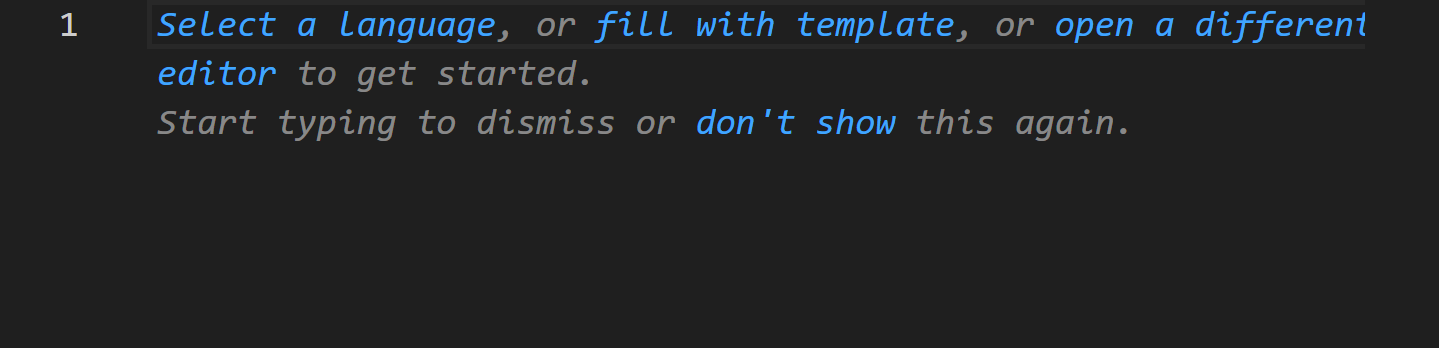 1
Select a language, or fill with template, or open a different
editor to get started.
Start typing to dismiss or don't show this again.